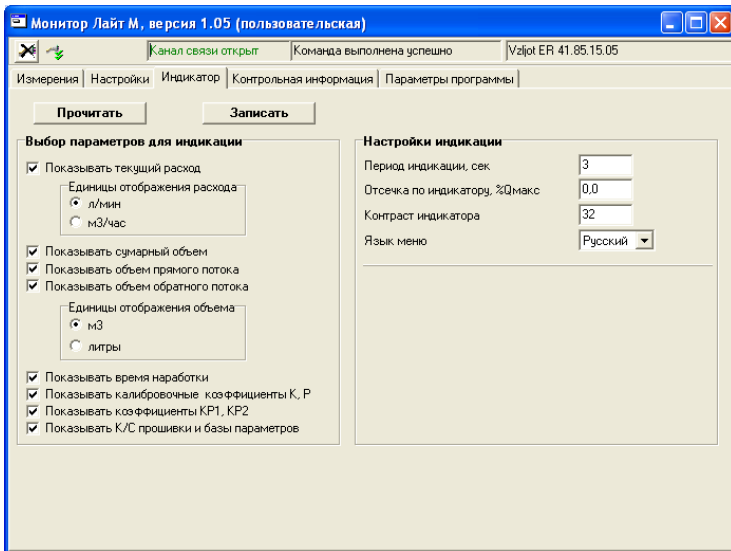 Монитор Лайт М, версия 1.05 (пользовательская)
Канал связи открыт Команда выполнена успешно Vzljot ER 41.85.15.05
Измерения Настройки Индикатор Контрольная информация Параметры программы
Прочитать Записать
Выбор параметров для индикации
Показывать текущий расход
Единицы отображения расхода
л/мин
м3/час
Показывать сумарный объем
Показывать объем прямого потока
Показывать объем обратного потока
Единицы отображения объема
м3
литры
Показывать время наработки
Показывать калибровочные коэффициенты K, P
Показывать коэффициенты KP1, KP2
Показывать К/С прошивки и базы параметров
Настройки индикации
Период индикации, сек 3
Отсечка по индикатору, %Qмакс 0,0
Контраст индикатора 32
Язык меню Русский